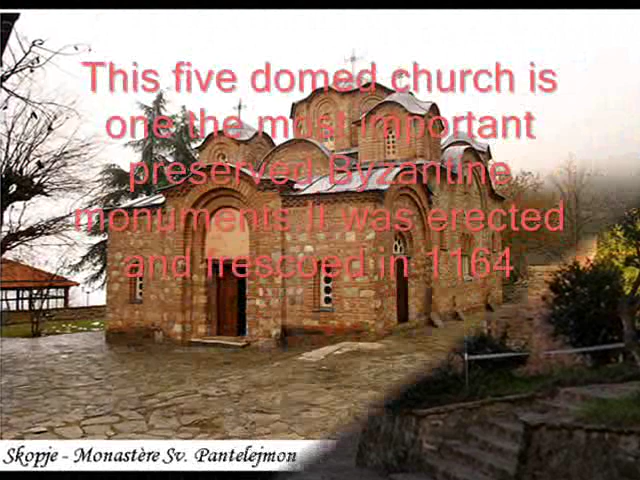 This five domed church is
one the most important
preserved Byzantine
monuments.It was erected
and frescoed in 1164
Skopje - Monastère Sv. Pantelejmon